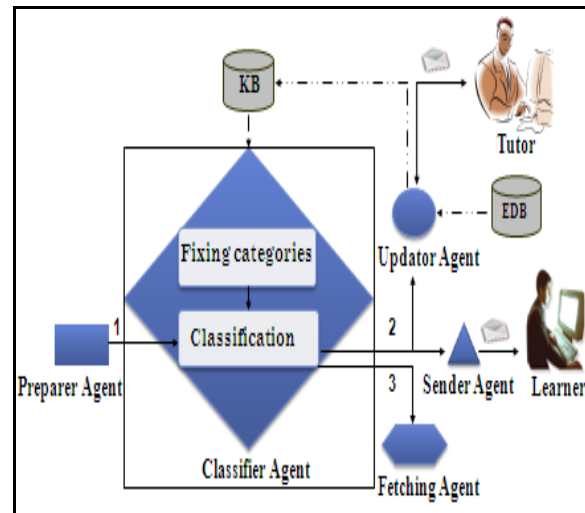 KB
Tutor
EDB
Fixing categories
Updator Agent
1
Classification
2
Preparer Agent
3
Sender Agent
Learner
Classifier Agent
Fetching Agent